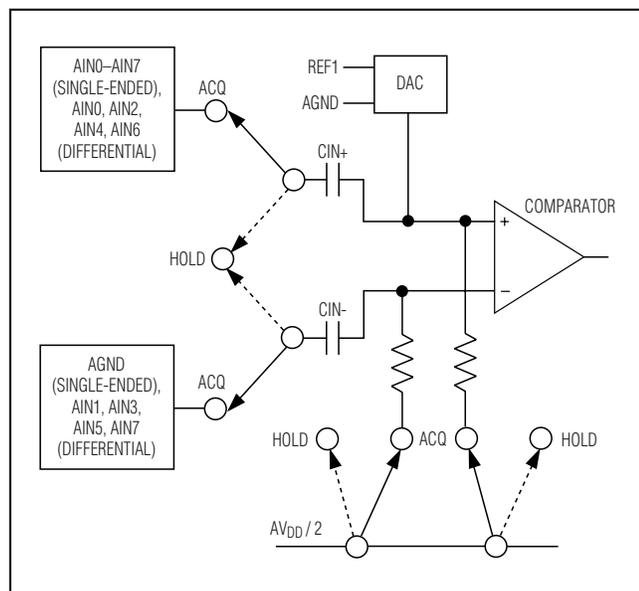 AIN0–AIN7
(SINGLE-ENDED),
AIN0, AIN2,
AIN4, AIN6
(DIFFERENTIAL)
ACQ
REF1
AGND
DAC
CIN+
COMPARATOR
+
−
HOLD
CIN-
AGND
(SINGLE-ENDED),
AIN1, AIN3,
AIN5, AIN7
(DIFFERENTIAL)
ACQ
HOLD
ACQ
HOLD
AVDD / 2